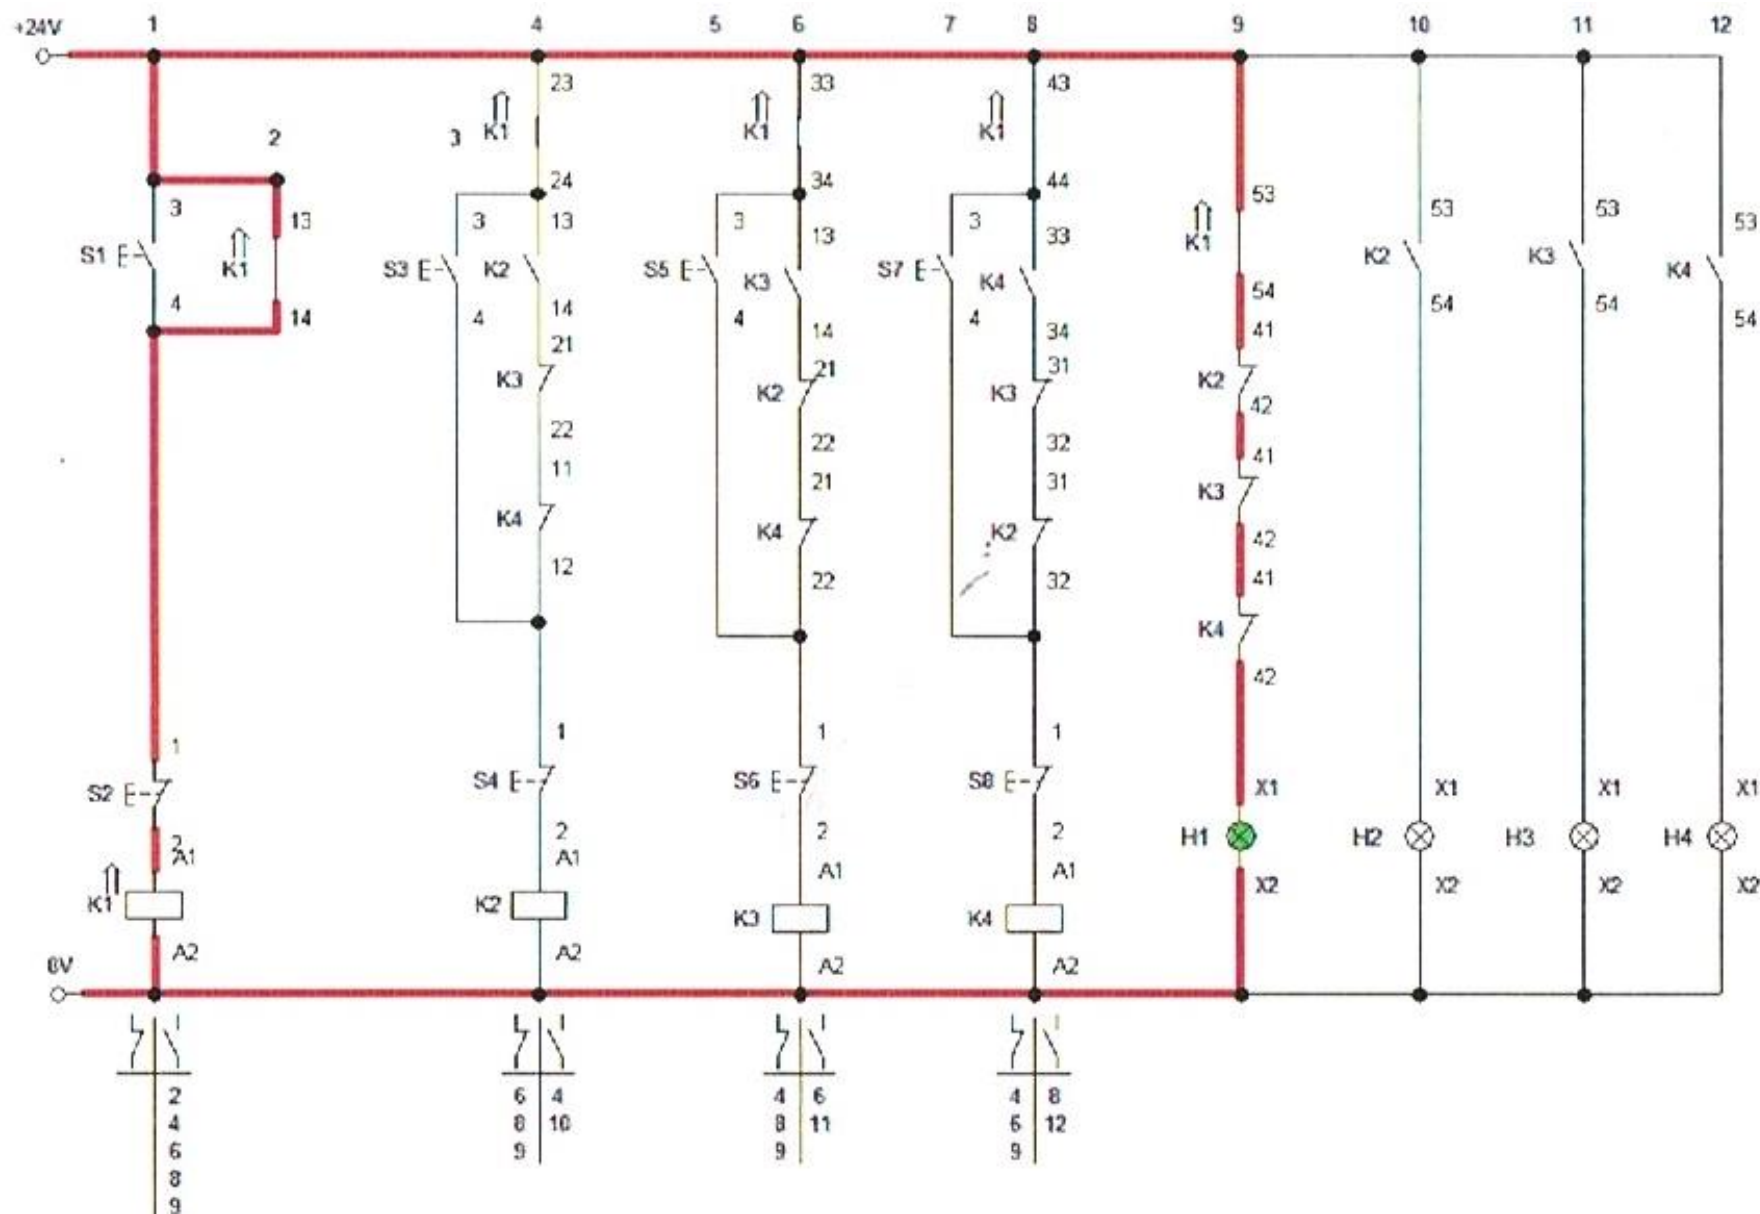 +24V 1 4 5 6 7 8 9 10 11 12
23 33 43
K1 K1 K1
2 3
24 34 44
3 13 3 13 3 13 3 33 53 53 53 53
K1
S1 K1 S3 K2 S5 K3 S7 K4 K2 K3 K4
4 14 4 14 4 14 4 34 54 54 54 54
21 21 31 41
K3 K2 K3 K2
22 22 32 42
11 21 31 41
K4 K4 K2 K3
12 22 32 42
41
K4
42
1 1 1 1
S2 S4 S6 S8 X1 X1 X1 X1
2 2 2 2 H1 H2 H3 H4
A1 A1 A1 A1 X2 X2 X2 X2
K1 K2 K3 K4
A2 A2 A2 A2
0V
2 6 4 4 6 4 8
4 8 10 8 11 6 12
6 9 9 9
8
9